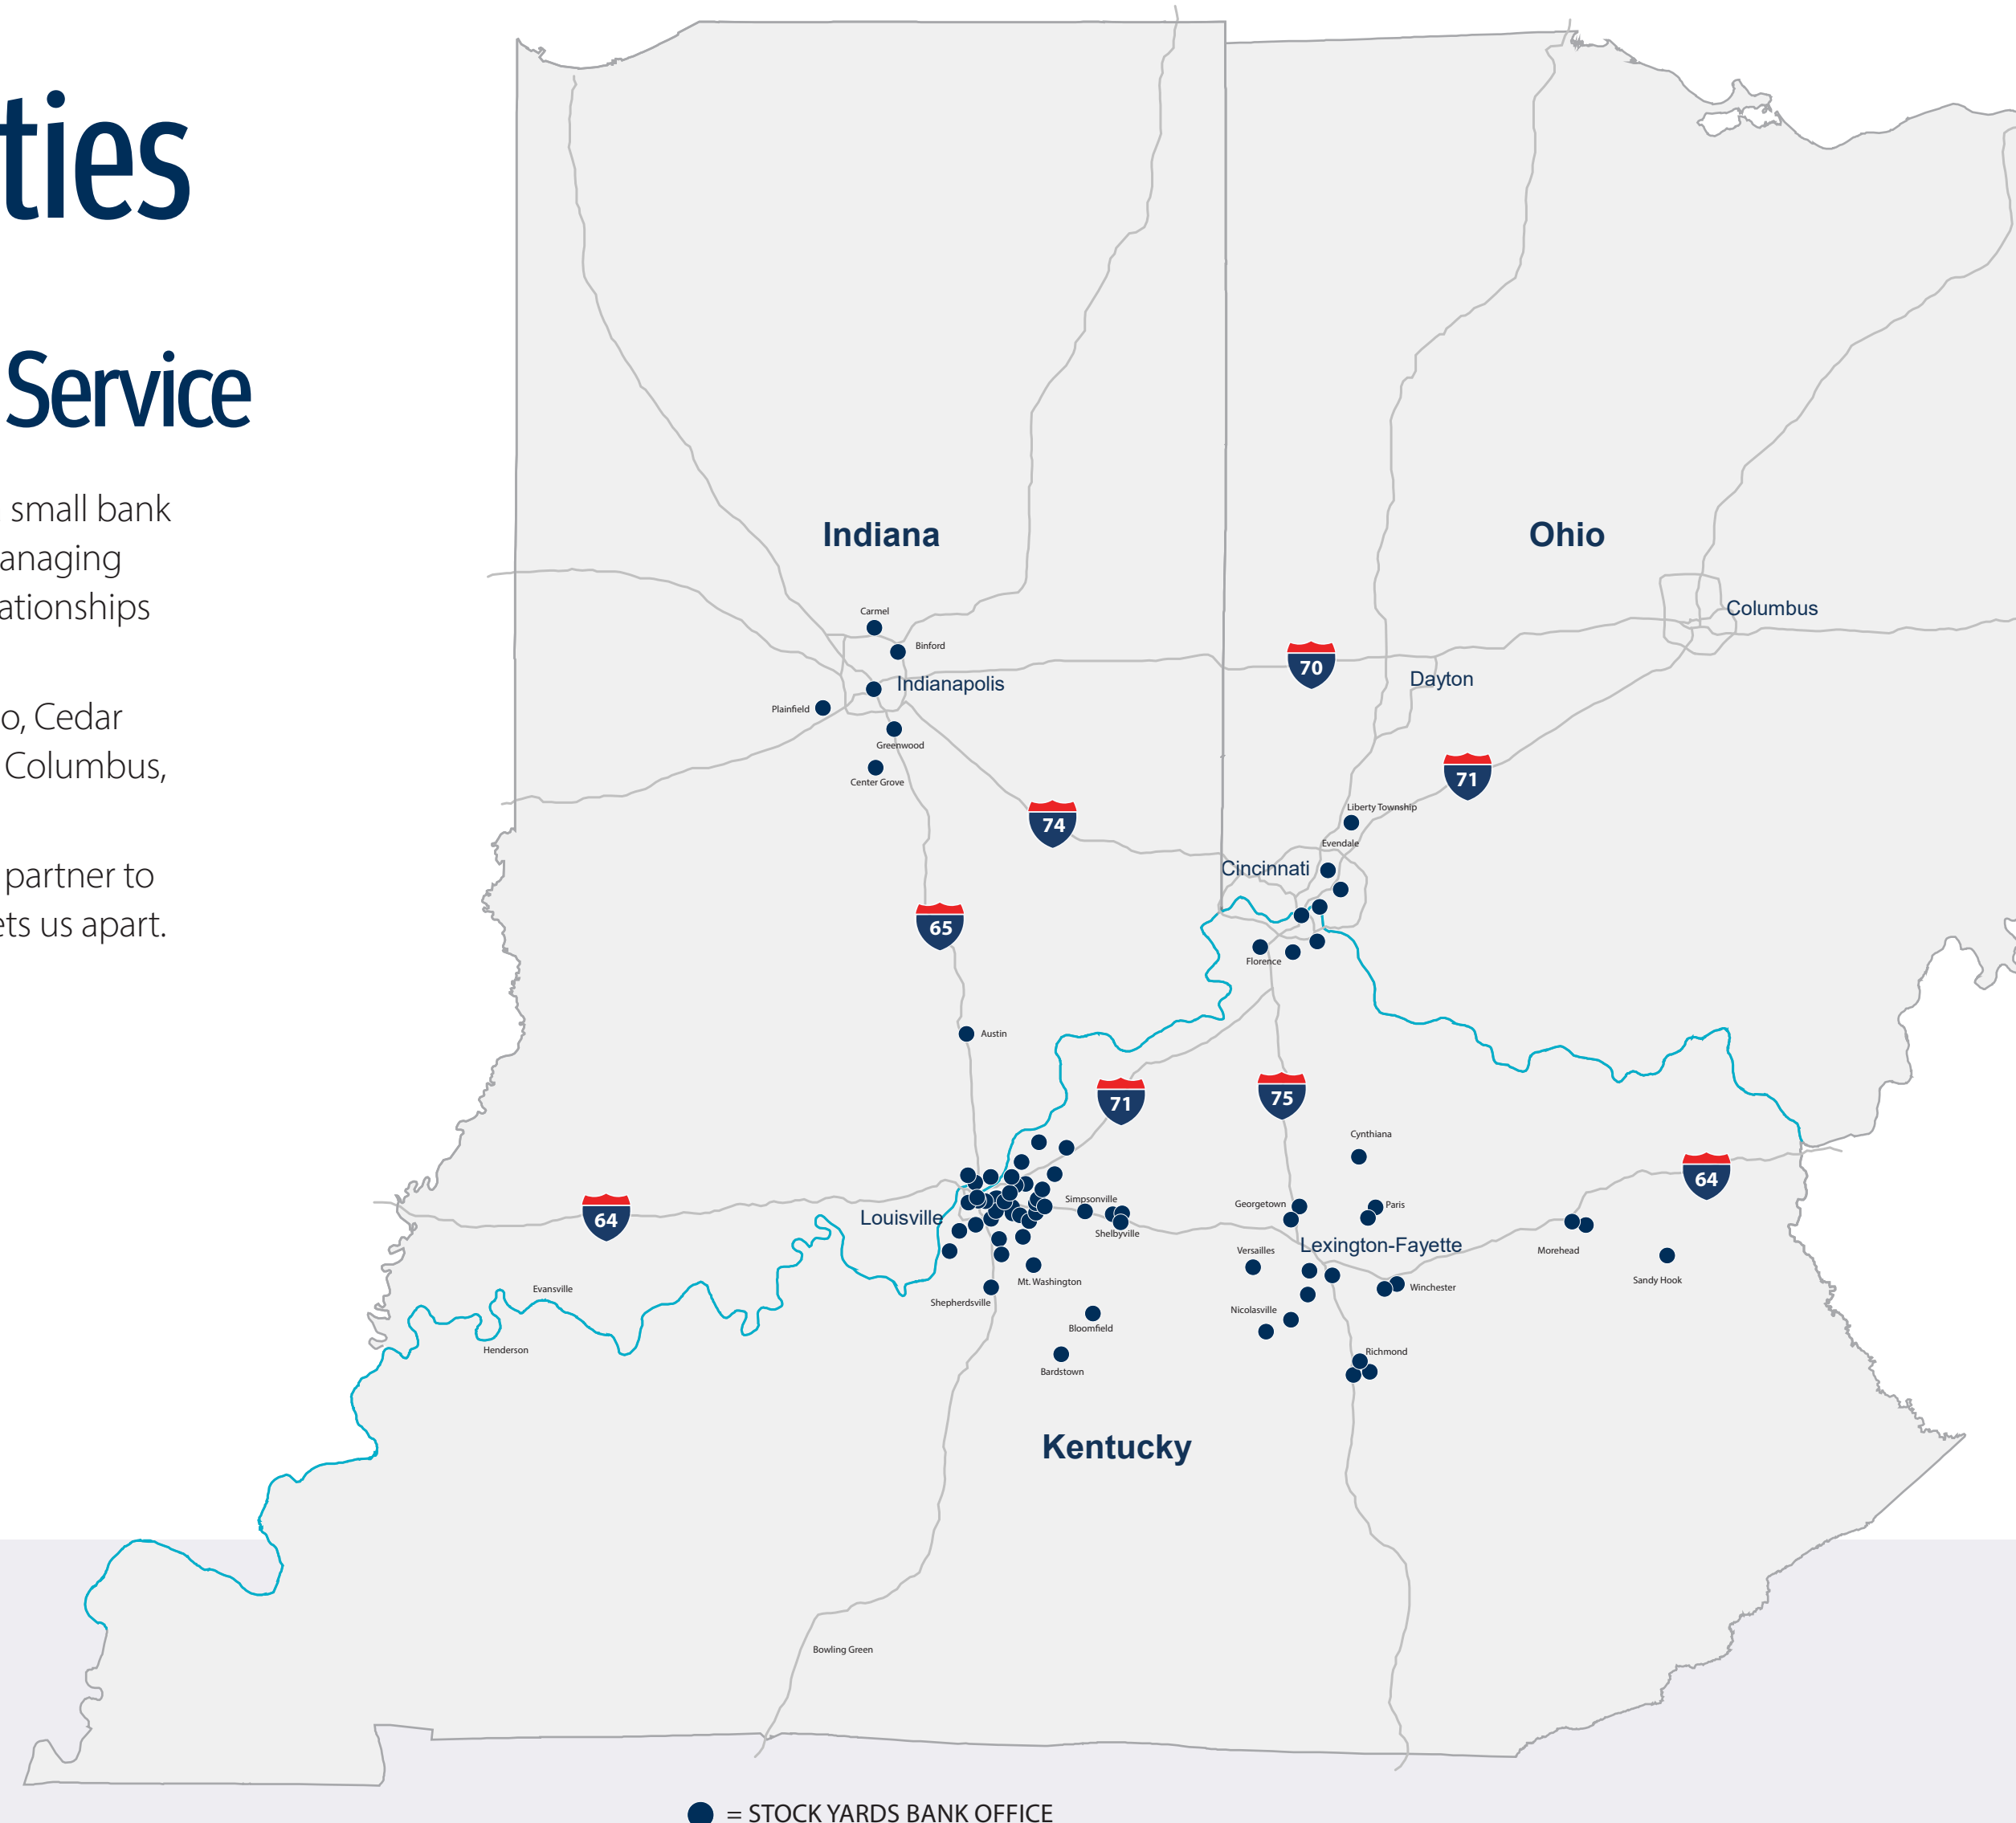 ties
Service
small bank
anaging
ationships
o, Cedar
Columbus,
partner to
ets us apart.
Indiana
Ohio
Columbus
Carmel
Binford
Indianapolis
70
Dayton
Plainfield
Greenwood
Center Grove
71
74
Liberty Township
Evendale
Cincinnati
65
Florence
Austin
71
75
Cynthiana
64
64
Louisville
Simpsonville
Shelbyville
Georgetown
Paris
Lexington-Fayette
Versailles
Morehead
Sandy Hook
Evansville
Mt. Washington
Shepherdsville
Winchester
Nicolasville
Bloomfield
Henderson
Bardstown
Richmond
Kentucky
Bowling Green
= STOCK YARDS BANK OFFICE